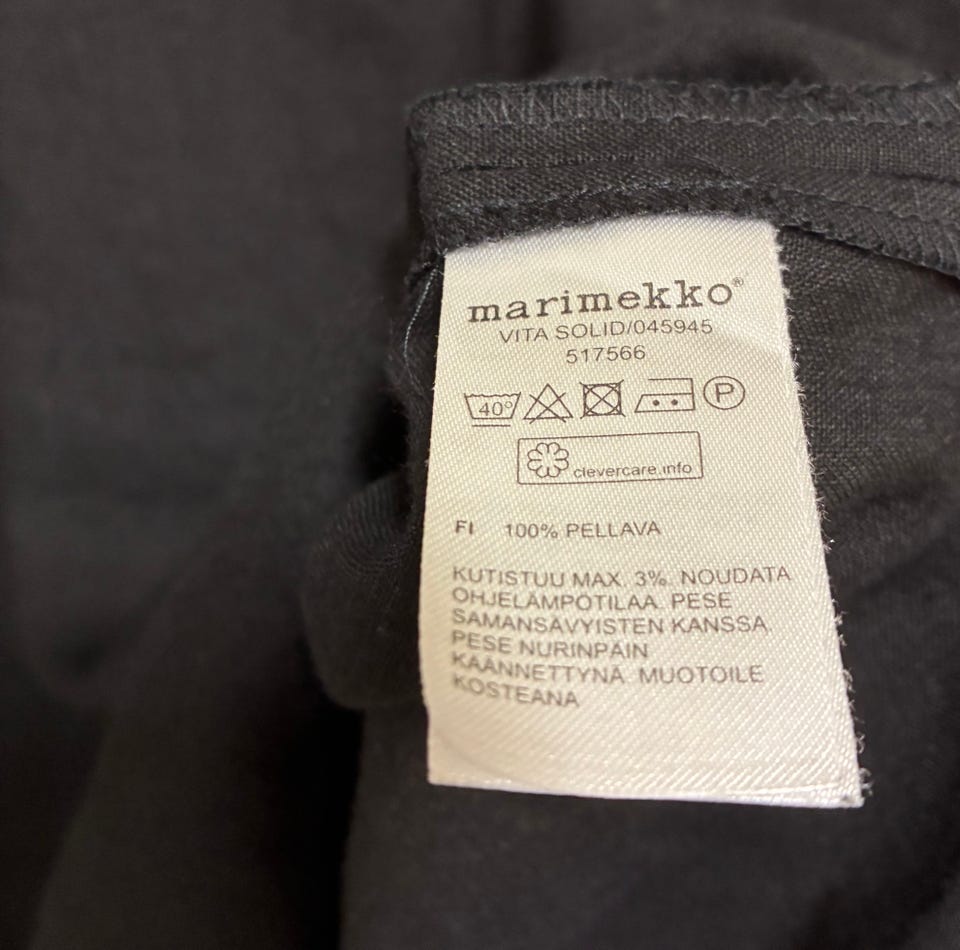 marimekko®
VITA SOLID/045945
517566
40° P
clevercare.info
FI 100% PELLAVA
KUTISTUU MAX. 3%. NOUDATA
OHJELÄMPÖTILAA. PESE
SAMANSÄVYISTEN KANSSA.
PESE NURINPÄIN
KÄÄNNETTYNÄ. MUOTOILE
KOSTEANA